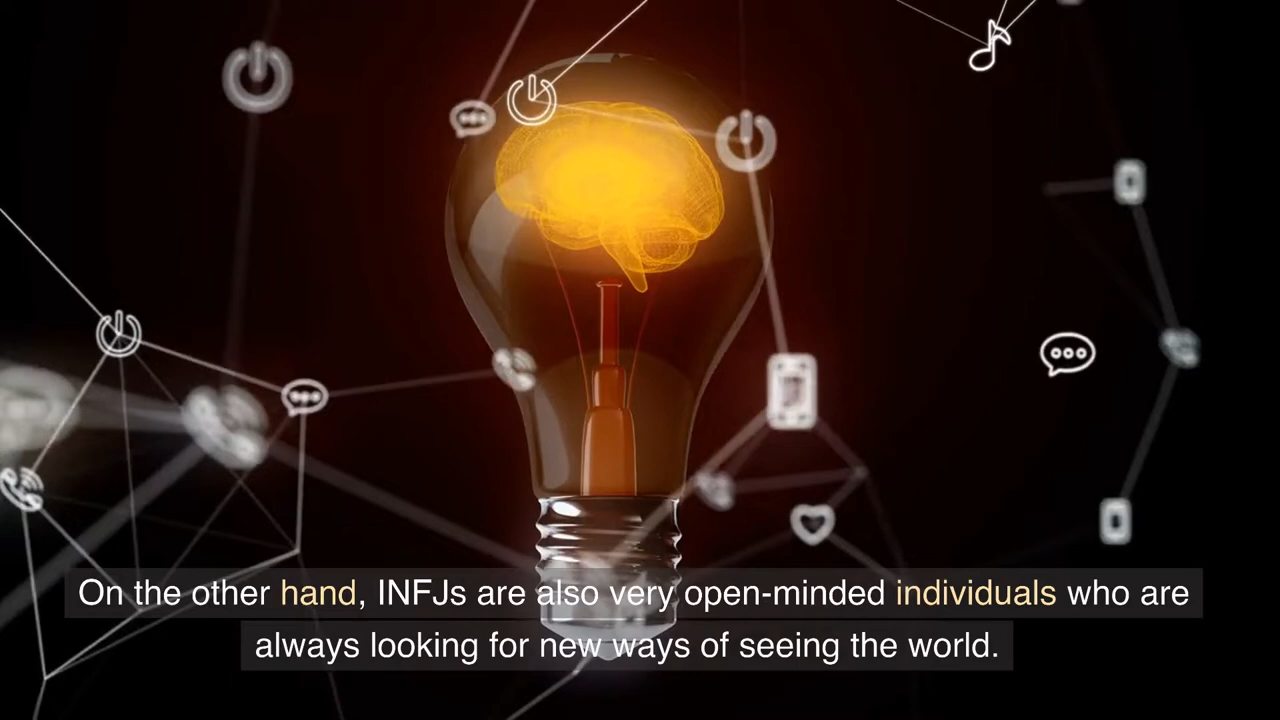 On the other hand, INFJs are also very open-minded individuals who are
always looking for new ways of seeing the world.